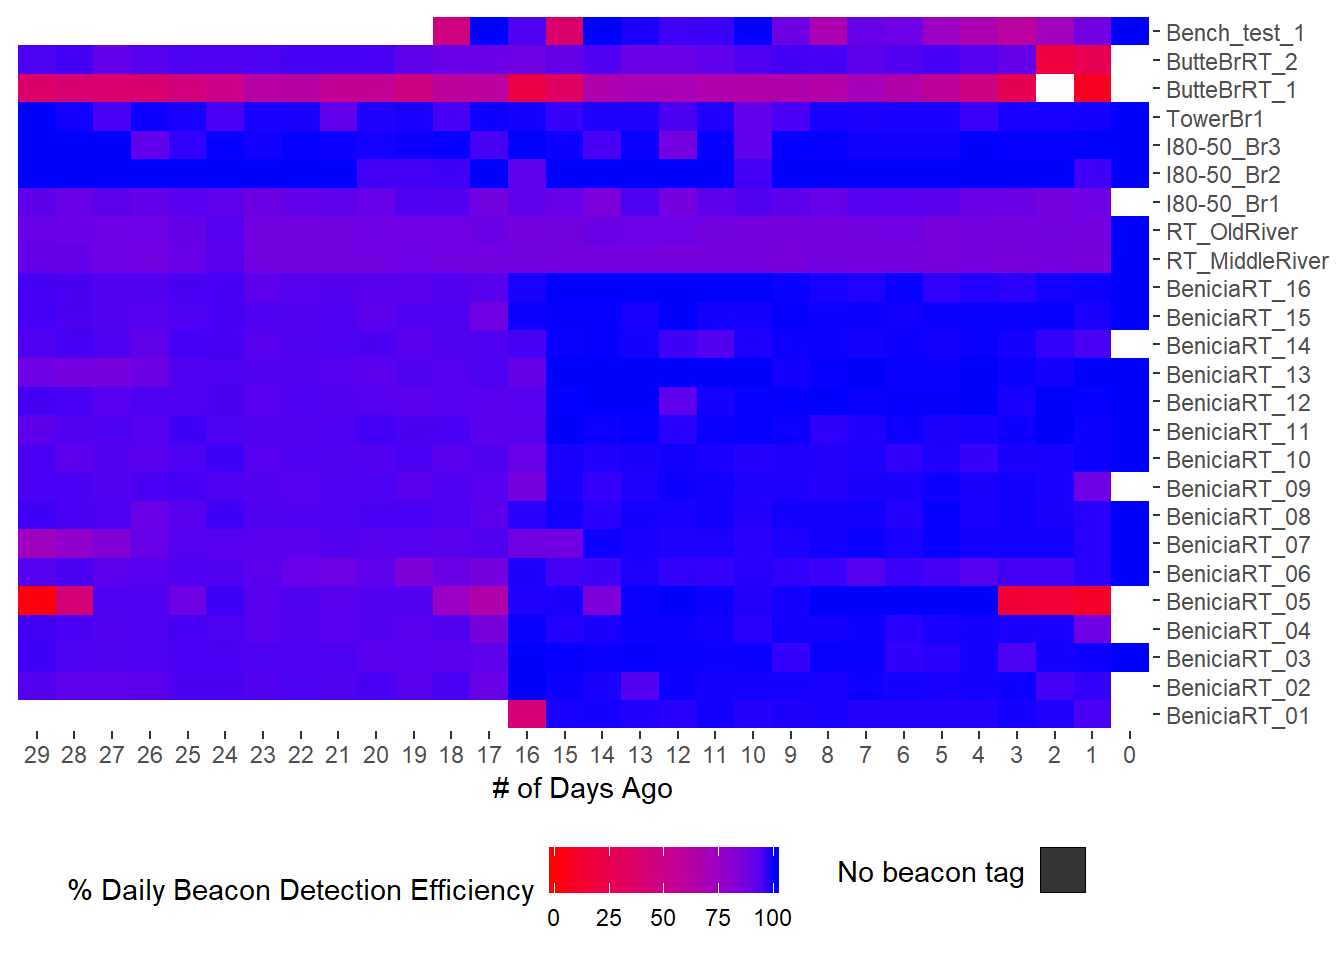 Bench_test_1
ButteBrRT_2
ButteBrRT_1
TowerBr1
I80-50_Br3
I80-50_Br2
I80-50_Br1
RT_OldRiver
RT_MiddleRiver
BeniciaRT_16
BeniciaRT_15
BeniciaRT_14
BeniciaRT_13
BeniciaRT_12
BeniciaRT_11
BeniciaRT_10
BeniciaRT_09
BeniciaRT_08
BeniciaRT_07
BeniciaRT_06
BeniciaRT_05
BeniciaRT_04
BeniciaRT_03
BeniciaRT_02
BeniciaRT_01
29 28 27 26 25 24 23 22 21 20 19 18 17 16 15 14 13 12 11 10 9 8 7 6 5 4 3 2 1 0
# of Days Ago
% Daily Beacon Detection Efficiency
0 25 50 75 100
No beacon tag